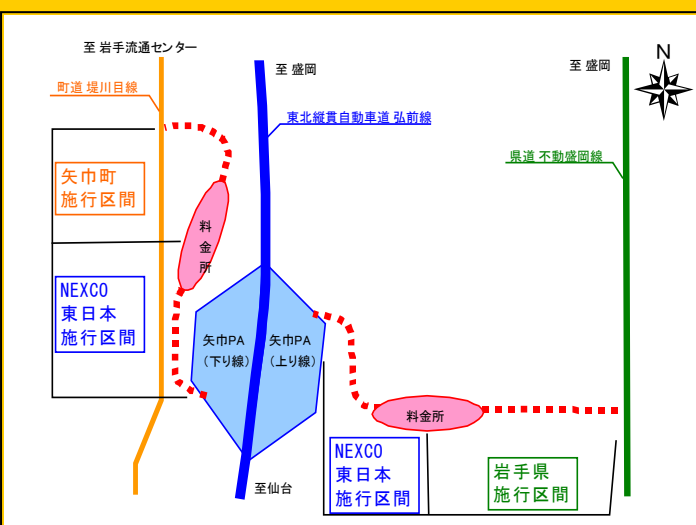 至 岩手流通センター
至 盛岡
至 盛岡
N
町道 堤川目線
東北縦貫自動車道 弘前線
県道 不動盛岡線
矢巾町
施行区間
料
金
所
NEXCO
東日本
施行区間
矢巾PA
（下り線）
矢巾PA
（上り線）
料金所
NEXCO
東日本
施行区間
岩手県
施行区間
至仙台